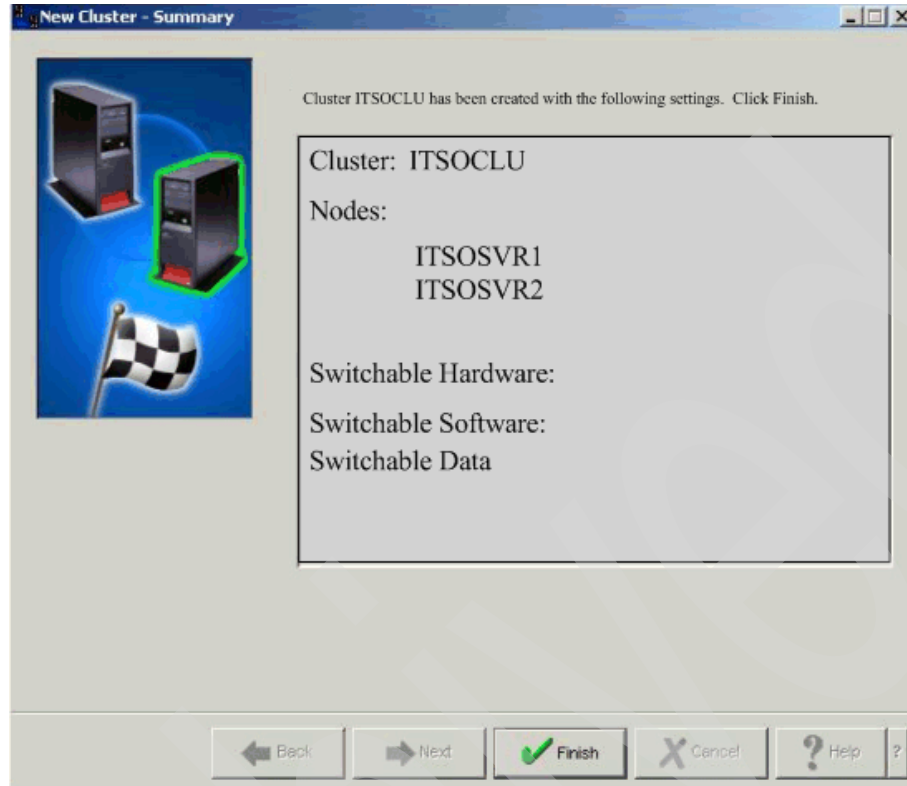 New Cluster - Summary
Cluster ITSOCLU has been created with the following settings. Click Finish.
Cluster: ITSOCLU
Nodes:
ITSOSVR1
ITSOSVR2
Switchable Hardware:
Switchable Software:
Switchable Data
Back
Next
Finish
Cancel
? Help
?